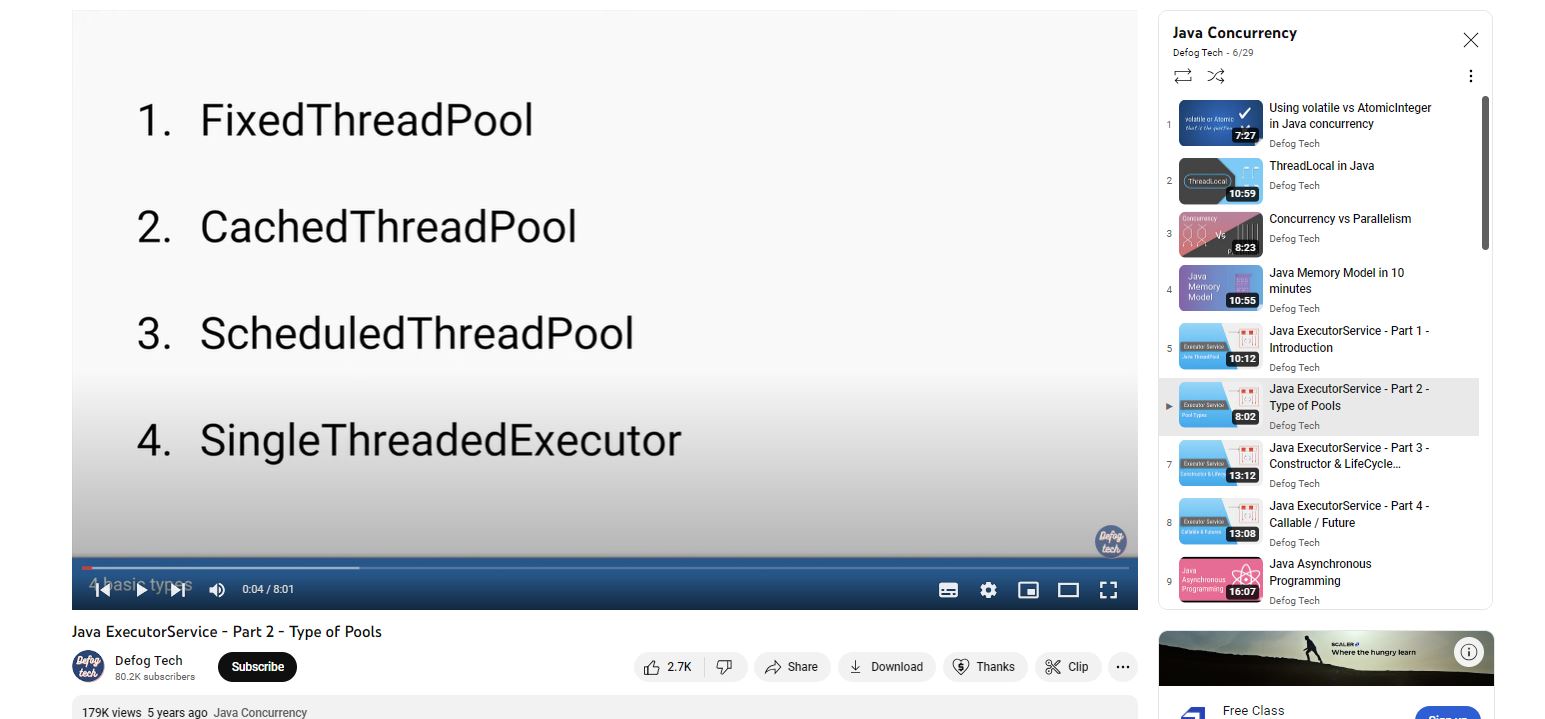 1. FixedThreadPool
2. CachedThreadPool
3. ScheduledThreadPool
4. SingleThreadedExecutor
Defog
tech
4 basic types
0:04 / 8:01
Java ExecutorService - Part 2 - Type of Pools
Defog
tech
Defog Tech
80.2K subscribers
Subscribe
2.7K
Share
Download
Thanks
Clip
179K views 5 years ago Java Concurrency
Java Concurrency
Defog Tech - 6/29
1
volatile or Atomic
that is the question
7:27
Using volatile vs AtomicInteger
in Java concurrency
Defog Tech
2
ThreadLocal
10:59
ThreadLocal in Java
Defog Tech
3
Concurrency
Vs
8:23
Concurrency vs Parallelism
Defog Tech
4
Java
Memory
Model
10:55
Java Memory Model in 10
minutes
Defog Tech
5
Executor Service
Java ThreadPool
10:12
Java ExecutorService - Part 1 -
Introduction
Defog Tech
Executor Service
Pool Types
8:02
Java ExecutorService - Part 2 -
Type of Pools
Defog Tech
7
Executor Service
13:12
Java ExecutorService - Part 3 -
Constructor & LifeCycle...
Defog Tech
8
Executor Service
Callable & Futures
13:08
Java ExecutorService - Part 4 -
Callable / Future
Defog Tech
9
Java
Asynchronous
Programming
16:07
Java Asynchronous
Programming
Defog Tech
SCALER
Where the hungry learn
Free Class
Sign up